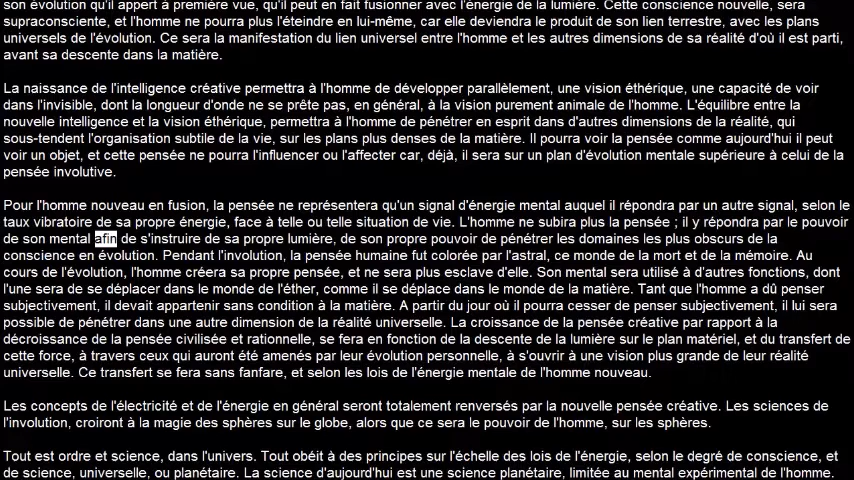 son évolution qu'il appert à première vue, qu'il peut en fait fusionner avec l'énergie de la lumière. Cette conscience nouvelle, sera
supraconsciente, et l'homme ne pourra plus l'éteindre en lui-même, car elle deviendra le produit de son lien terrestre, avec les plans
universels de l'évolution. Ce sera la manifestation du lien universel entre l'homme et les autres dimensions de sa réalité d'où il est parti,
avant sa descente dans la matière.
La naissance de l'intelligence créative permettra à l'homme de développer parallèlement, une vision éthérique, une capacité de voir
dans l'invisible, dont la longueur d'onde ne se prête pas, en général, à la vision purement animale de l'homme. L'équilibre entre la
nouvelle intelligence et la vision éthérique, permettra à l'homme de pénétrer en esprit dans d'autres dimensions de la réalité, qui
sous-tendent l'organisation subtile de la vie, sur les plans plus denses de la matière. Il pourra voir la pensée comme aujourd'hui il peut
voir un objet, et cette pensée ne pourra l'influencer ou l'affecter car, déjà, il sera sur un plan d'évolution mentale supérieure à celui de la
pensée involutive.
Pour l'homme nouveau en fusion, la pensée ne représentera qu'un signal d'énergie mental auquel il répondra par un autre signal, selon le
taux vibratoire de sa propre énergie, face à telle ou telle situation de vie. L'homme ne subira plus la pensée ; il y répondra par le pouvoir
de son mental afin de s'instruire de sa propre lumière, de son propre pouvoir de pénétrer les domaines les plus obscurs de la
conscience en évolution. Pendant l'involution, la pensée humaine fut colorée par l'astral, ce monde de la mort et de la mémoire. Au
cours de l'évolution, l'homme créera sa propre pensée, et ne sera plus esclave d'elle. Son mental sera utilisé à d'autres fonctions, dont
l'une sera de se déplacer dans le monde de l'éther, comme il se déplace dans le monde de la matière. Tant que l'homme a dû penser
subjectivement, il devait appartenir sans condition à la matière. A partir du jour où il pourra cesser de penser subjectivement, il lui sera
possible de pénétrer dans une autre dimension de la réalité universelle. La croissance de la pensée créative par rapport à la
décroissance de la pensée civilisée et rationnelle, se fera en fonction de la descente de la lumière sur le plan matériel, et du transfert de
cette force, à travers ceux qui auront été amenés par leur évolution personnelle, à s'ouvrir à une vision plus grande de leur réalité
universelle. Ce transfert se fera sans fanfare, et selon les lois de l'énergie mentale de l'homme nouveau.
Les concepts de l'électricité et de l'énergie en général seront totalement renversés par la nouvelle pensée créative. Les sciences de
l'involution, croiront à la magie des sphères sur le globe, alors que ce sera le pouvoir de l'homme, sur les sphères.
Tout est ordre et science, dans l'univers. Tout obéit à des principes sur l'échelle des lois de l'énergie, selon le degré de conscience, et
de science, universelle, ou planétaire. La science d'aujourd'hui est une science planétaire, limitée au mental expérimental de l'homme.